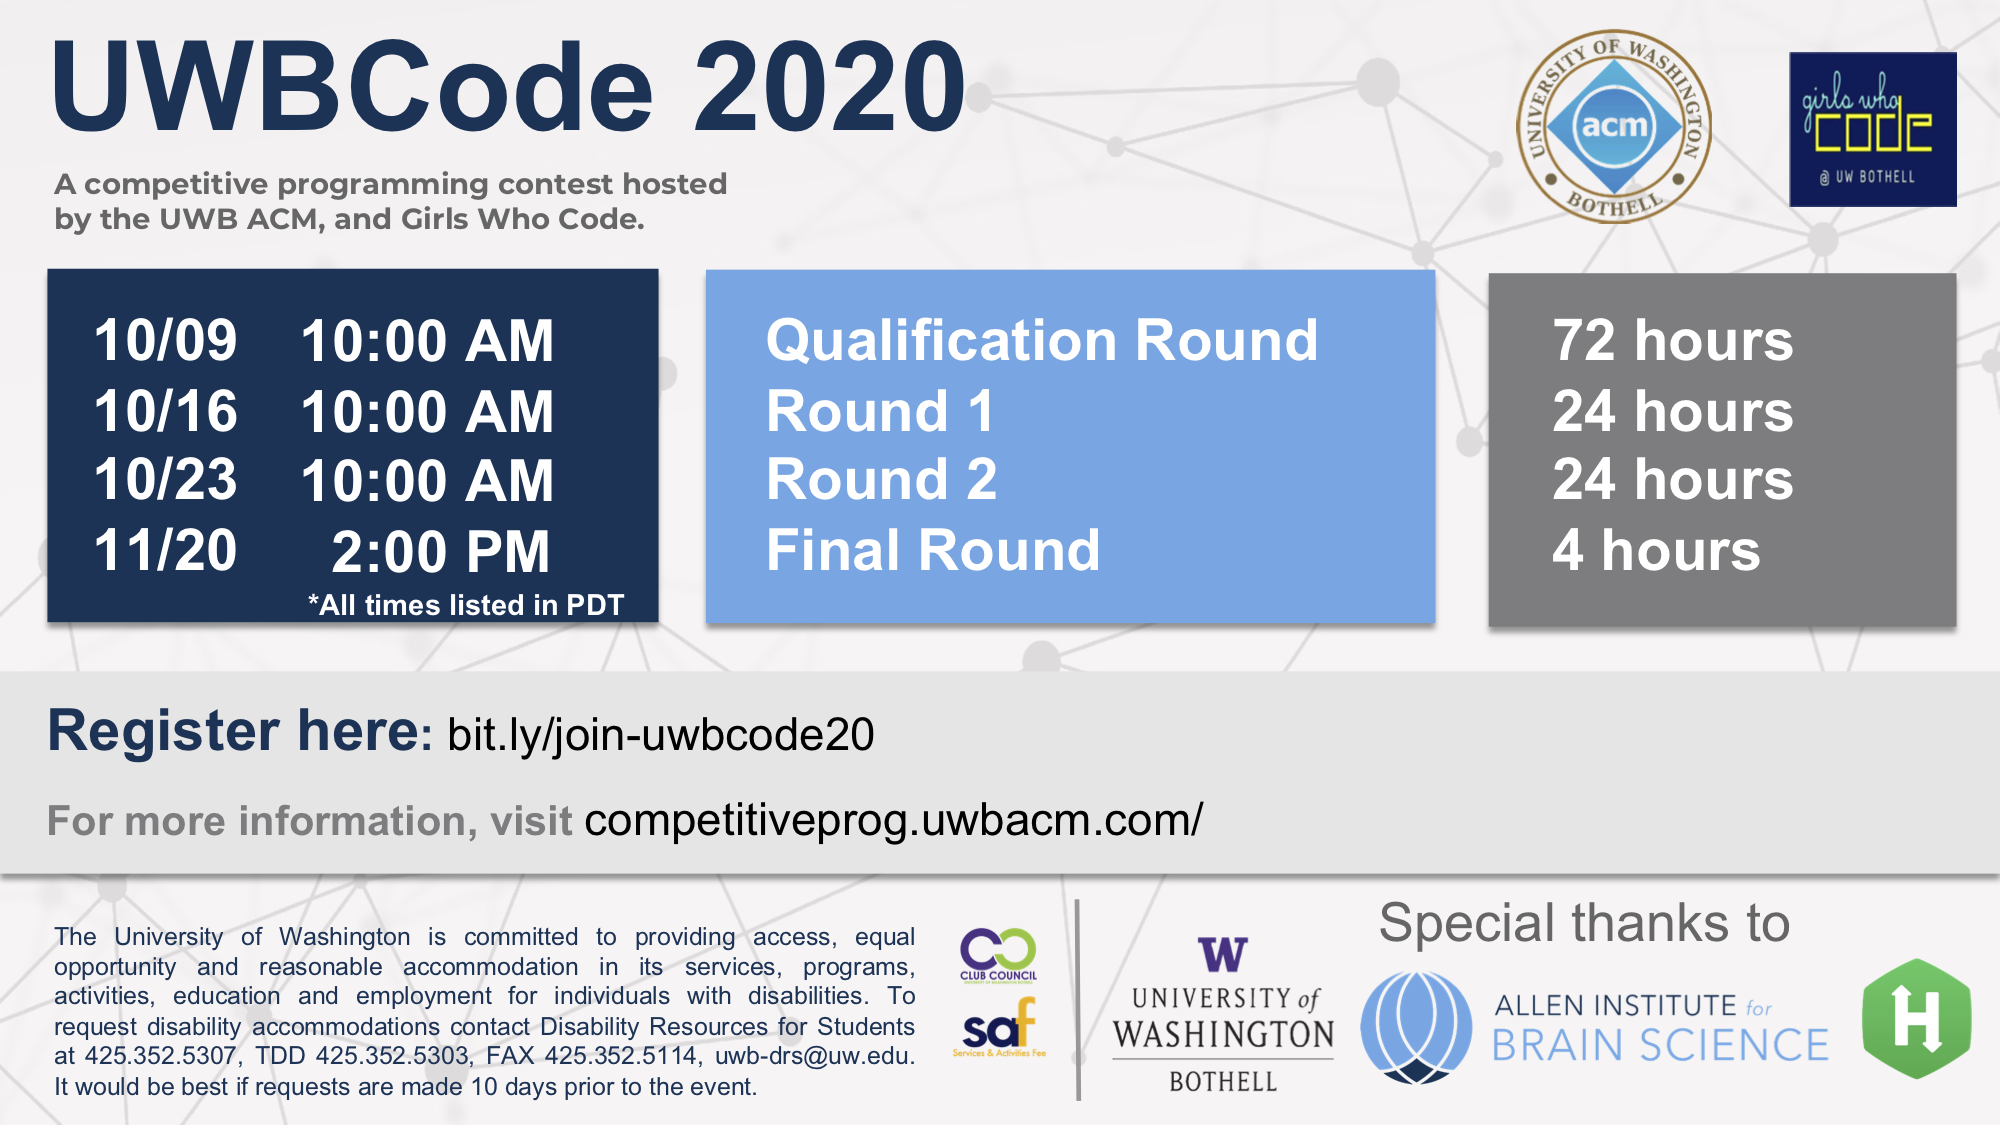 UWBCode 2020
A competitive programming contest hosted
by the UWB ACM, and Girls Who Code.
UNIVERSITY OF WASHINGTON
acm
BOTHELL
girls who
CODE
@ UW BOTHELL
10/09 10:00 AM Qualification Round 72 hours
10/16 10:00 AM Round 1 24 hours
10/23 10:00 AM Round 2 24 hours
11/20 2:00 PM Final Round 4 hours
*All times listed in PDT
Register here: bit.ly/join-uwbcode20
For more information, visit competitiveprog.uwbacm.com/
The University of Washington is committed to providing access, equal
opportunity and reasonable accommodation in its services, programs,
activities, education and employment for individuals with disabilities. To
request disability accommodations contact Disability Resources for Students
at 425.352.5307, TDD 425.352.5303, FAX 425.352.5114, uwb-drs@uw.edu.
It would be best if requests are made 10 days prior to the event.
CLUB COUNCIL
saf
Services & Activities Fee
W
UNIVERSITY of
WASHINGTON
BOTHELL
Special thanks to
ALLEN INSTITUTE for
BRAIN SCIENCE
H